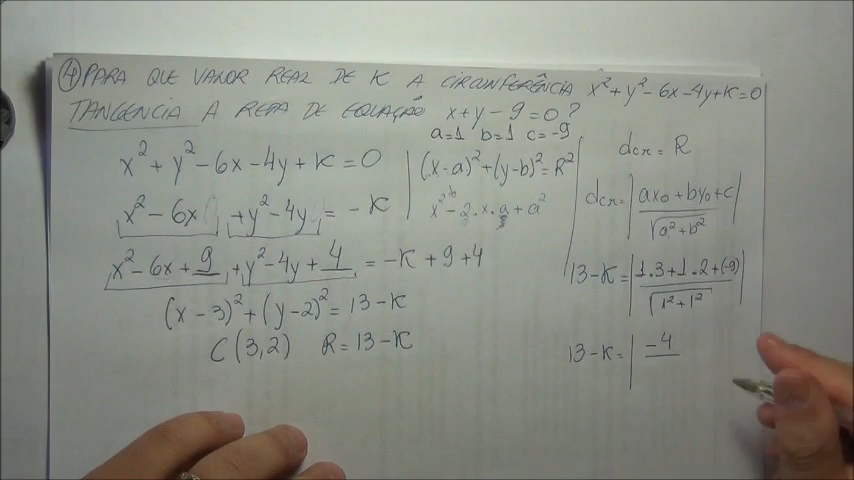 ④ PARA QUE VALOR REAL DE K A CIRCUNFERÊNCIA x²+y²-6x-4y+K=0
TANGENCIA A RETA DE EQUAÇÃO x+y-9=0?
a=1 b=1 c=-9
x²+y²-6x-4y+K=0
x²-6x +y²-4y = -K
x²-6x+9+y²-4y+4 = -K+9+4
(x-3)²+(y-2)²=13-K
C(3,2) R=13-K
(x-a)²+(y-b)²=R²
b
x²-2.x.a+a²
dcr=R
dcr=|ax₀+by₀+c/√a²+b²|
13-K=|1.3+1.2+(-9)/√1²+1²|
13-K=|-4